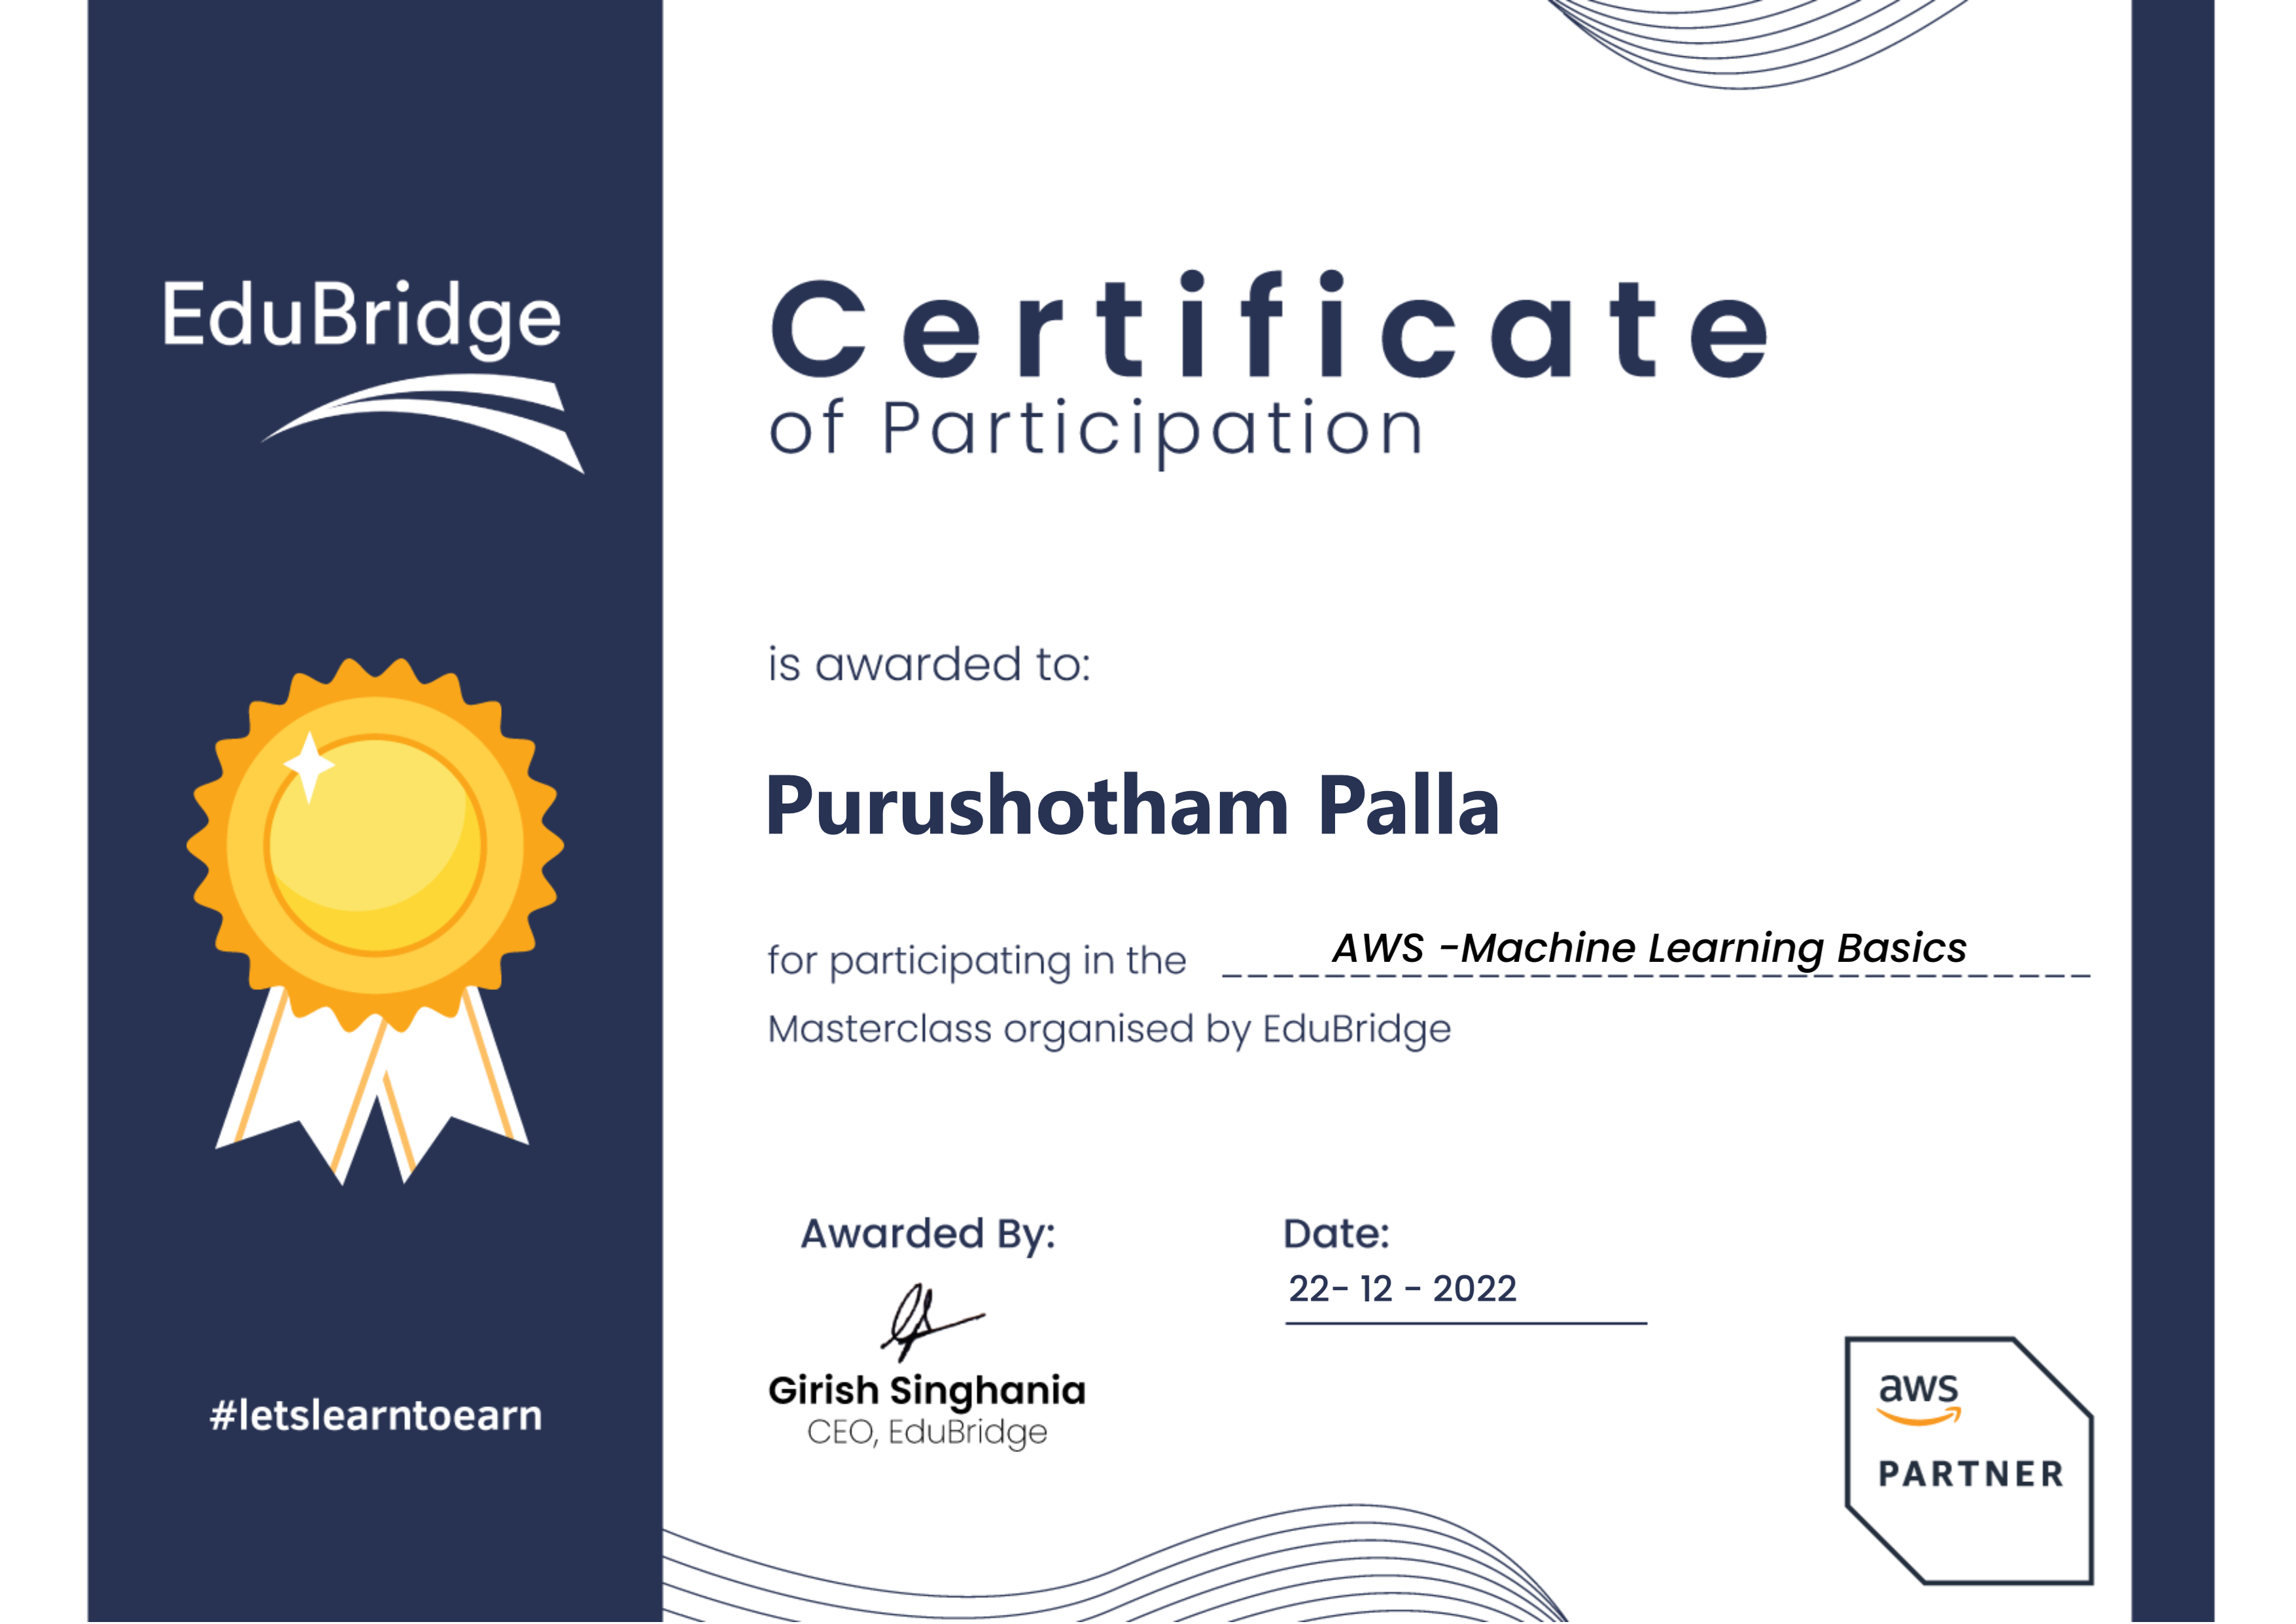 EduBridge
Certificate
of Participation
is awarded to:
Purushotham Palla
for participating in the AWS -Machine Learning Basics
Masterclass organised by EduBridge
Awarded By:
Date:
22- 12 - 2022
Girish Singhania
CEO, EduBridge
#letslearntoearn
aws
PARTNER